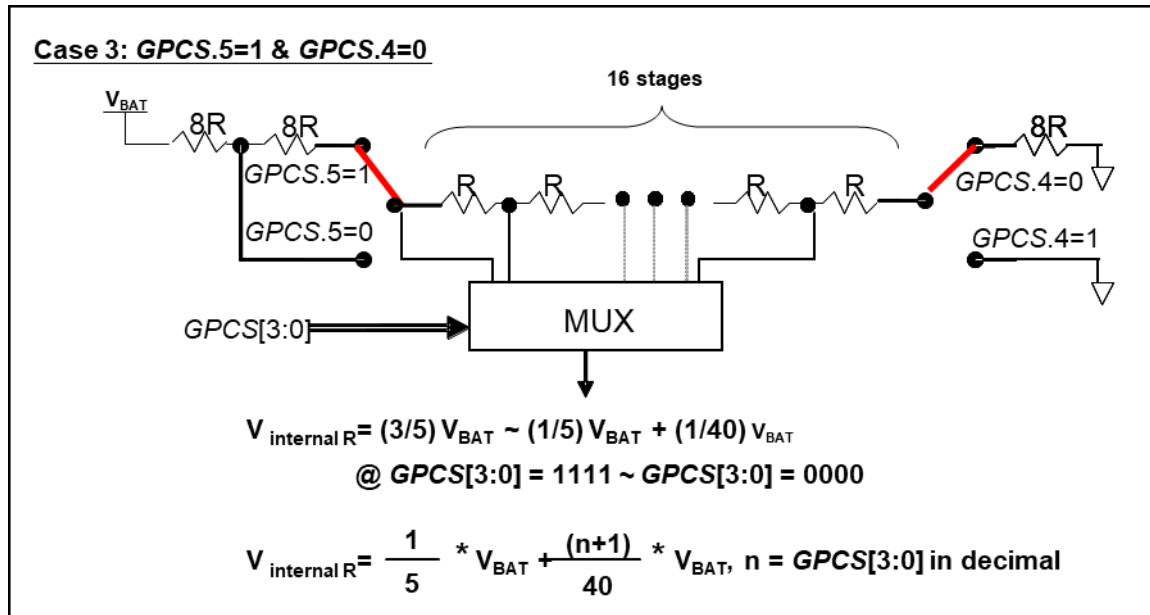 Case 3: GPCS.5=1 & GPCS.4=0
16 stages
VBAT
8R
8R
8R
GPCS.5=1
R
R
R
R
GPCS.4=0
GPCS.5=0
GPCS.4=1
GPCS[3:0]
MUX
V internal R= (3/5) VBAT ~ (1/5) VBAT + (1/40) VBAT
@ GPCS[3:0] = 1111 ~ GPCS[3:0] = 0000
V internal R= 1/5 * VBAT + (n+1)/40 * VBAT, n = GPCS[3:0] in decimal